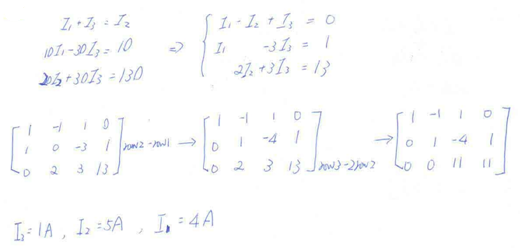 I₁ + I₃ = I₂
10I₁ - 30I₃ = 10
20I₂ + 30I₃ = 130
⇒ { I₁ - I₂ + I₃ = 0
I₁ -3I₃ = 1
2I₂ + 3I₃ = 13
[1 -1 1 0
1 0 -3 1
0 2 3 13] row2 - row1
→ [1 -1 1 0
0 1 -4 1
0 2 3 13] row3 - 2row2
→ [1 -1 1 0
0 1 -4 1
0 0 11 11]
I₃ = 1A , I₂ = 5A , I₁ = 4A